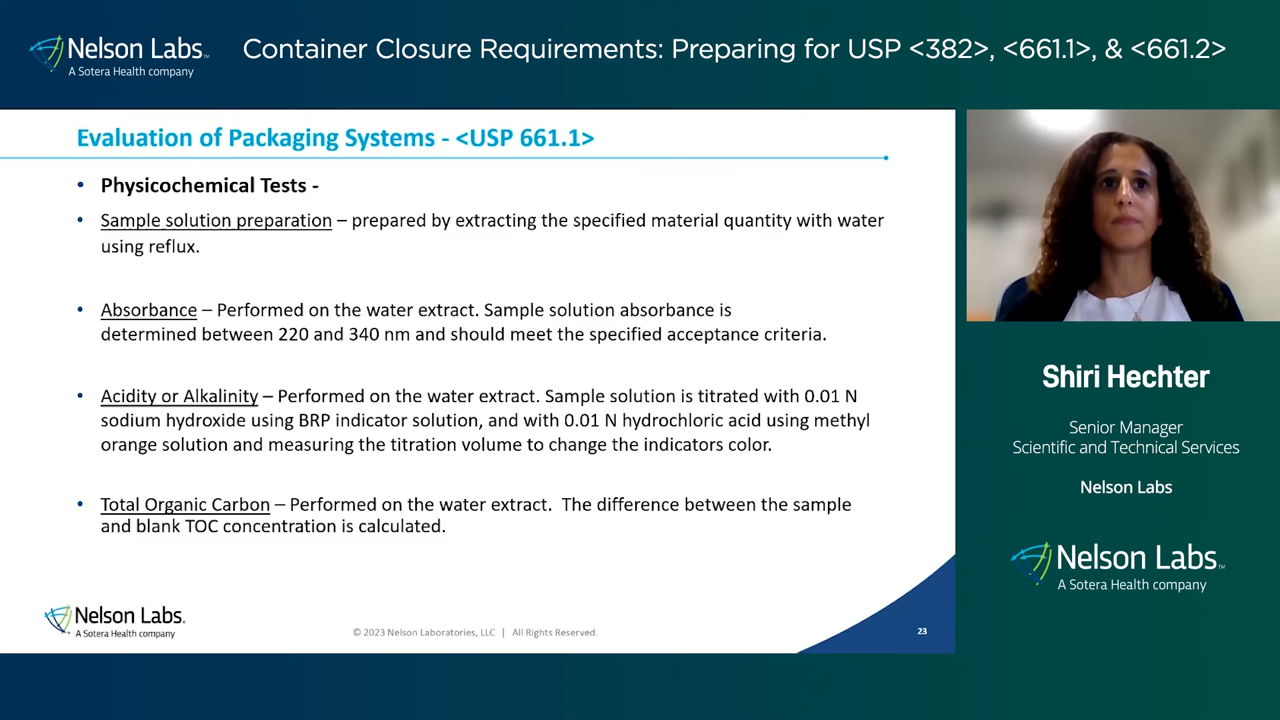 Nelson Labs™
A Sotera Health company
Container Closure Requirements: Preparing for USP <382>, <661.1>, & <661.2>
Evaluation of Packaging Systems - <USP 661.1>
• Physicochemical Tests -
• Sample solution preparation – prepared by extracting the specified material quantity with water
using reflux.
• Absorbance – Performed on the water extract. Sample solution absorbance is
determined between 220 and 340 nm and should meet the specified acceptance criteria.
• Acidity or Alkalinity – Performed on the water extract. Sample solution is titrated with 0.01 N
sodium hydroxide using BRP indicator solution, and with 0.01 N hydrochloric acid using methyl
orange solution and measuring the titration volume to change the indicators color.
• Total Organic Carbon – Performed on the water extract.  The difference between the sample
and blank TOC concentration is calculated.
Nelson Labs®
A Sotera Health company
© 2023 Nelson Laboratories, LLC | All Rights Reserved.
23
Shiri Hechter
Senior Manager
Scientific and Technical Services
Nelson Labs
Nelson Labs™
A Sotera Health company